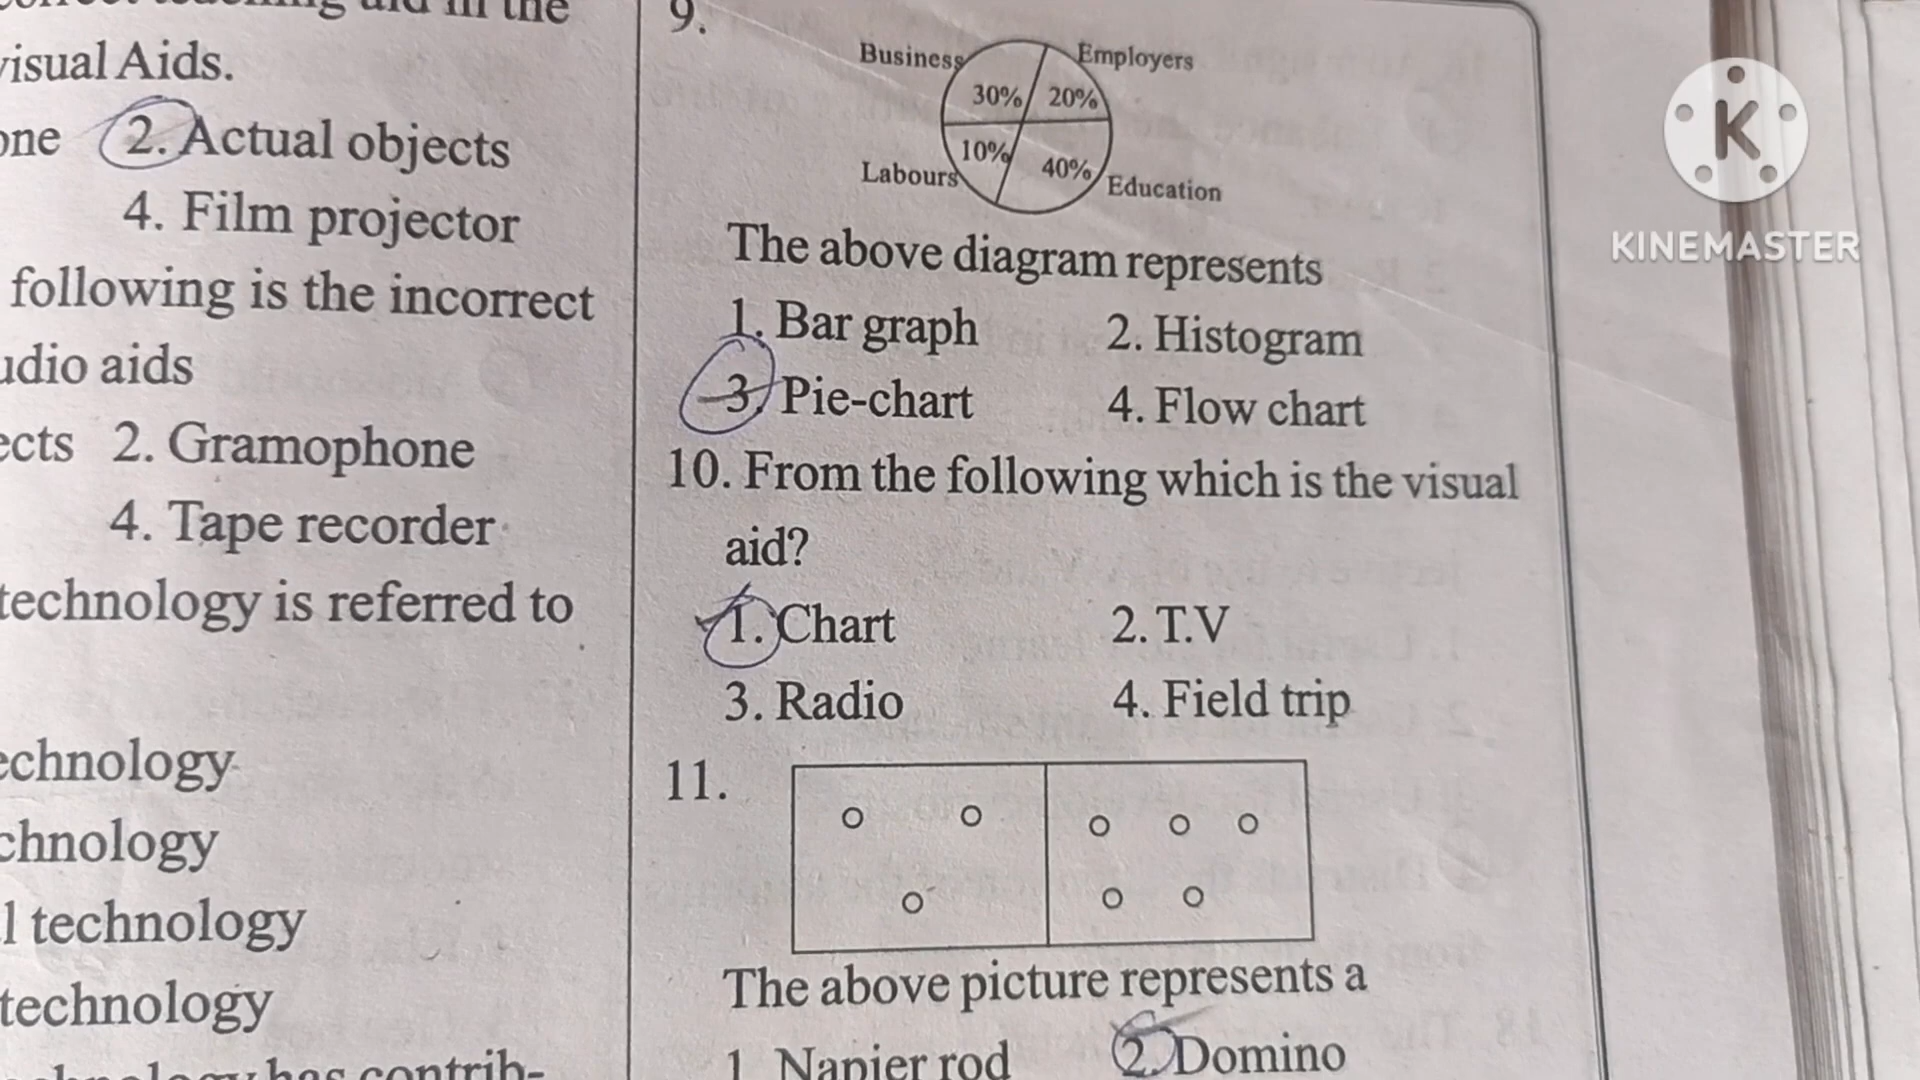 visual Aids.
one 2. Actual objects
4. Film projector
following is the incorrect
audio aids
ects 2. Gramophone
4. Tape recorder
technology is referred to
echnology
chnology
l technology
technology
9.
Business Employers
30% 20%
10% 40%
Labours Education
The above diagram represents
1. Bar graph 2. Histogram
3. Pie-chart 4. Flow chart
10. From the following which is the visual
aid?
1. Chart 2. T.V
3. Radio 4. Field trip
11.
The above picture represents a
1 Napier rod 2. Domino
K
KINEMASTER